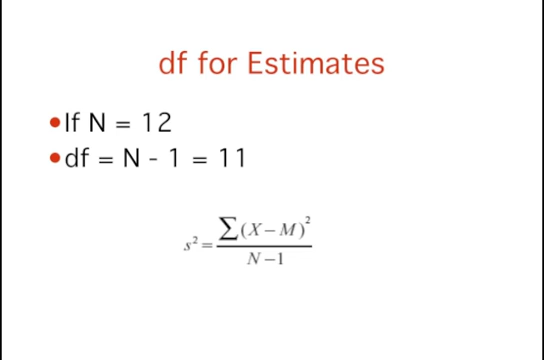 df for Estimates
•If N = 12
•df = N - 1 = 11
s² = ∑(X–M)² / N–1